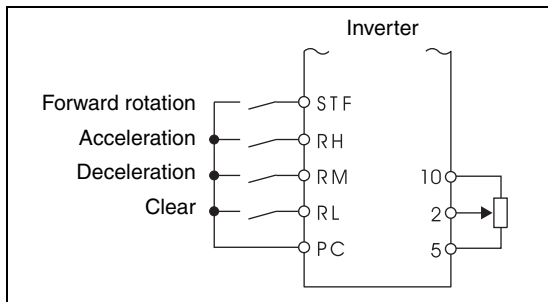 Inverter
Forward rotation STF
Acceleration RH
Deceleration RM 10
Clear RL 2
PC 5